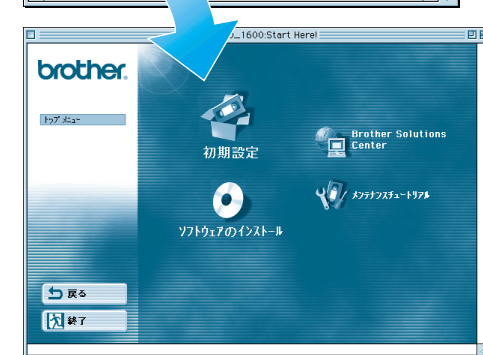 _1600:Start Here!
brother.
トップ メニュー
初期設定
Brother Solutions
Center
ソフトウェアのインストール
メンテナンスチュートリアル
戻る
終了